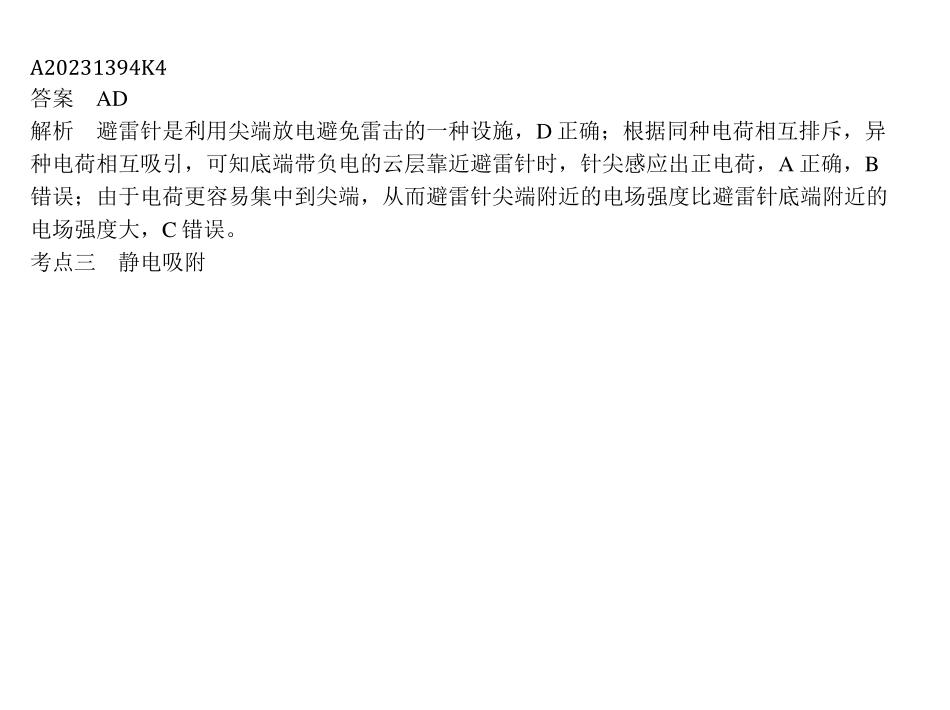 A20231394K4
答案　AD
解析　避雷针是利用尖端放电避免雷击的一种设施，D 正确；根据同种电荷相互排斥，异
种电荷相互吸引，可知底端带负电的云层靠近避雷针时，针尖感应出正电荷，A 正确，B
错误；由于电荷更容易集中到尖端，从而避雷针尖端附近的电场强度比避雷针底端附近的
电场强度大，C 错误。
考点三　静电吸附